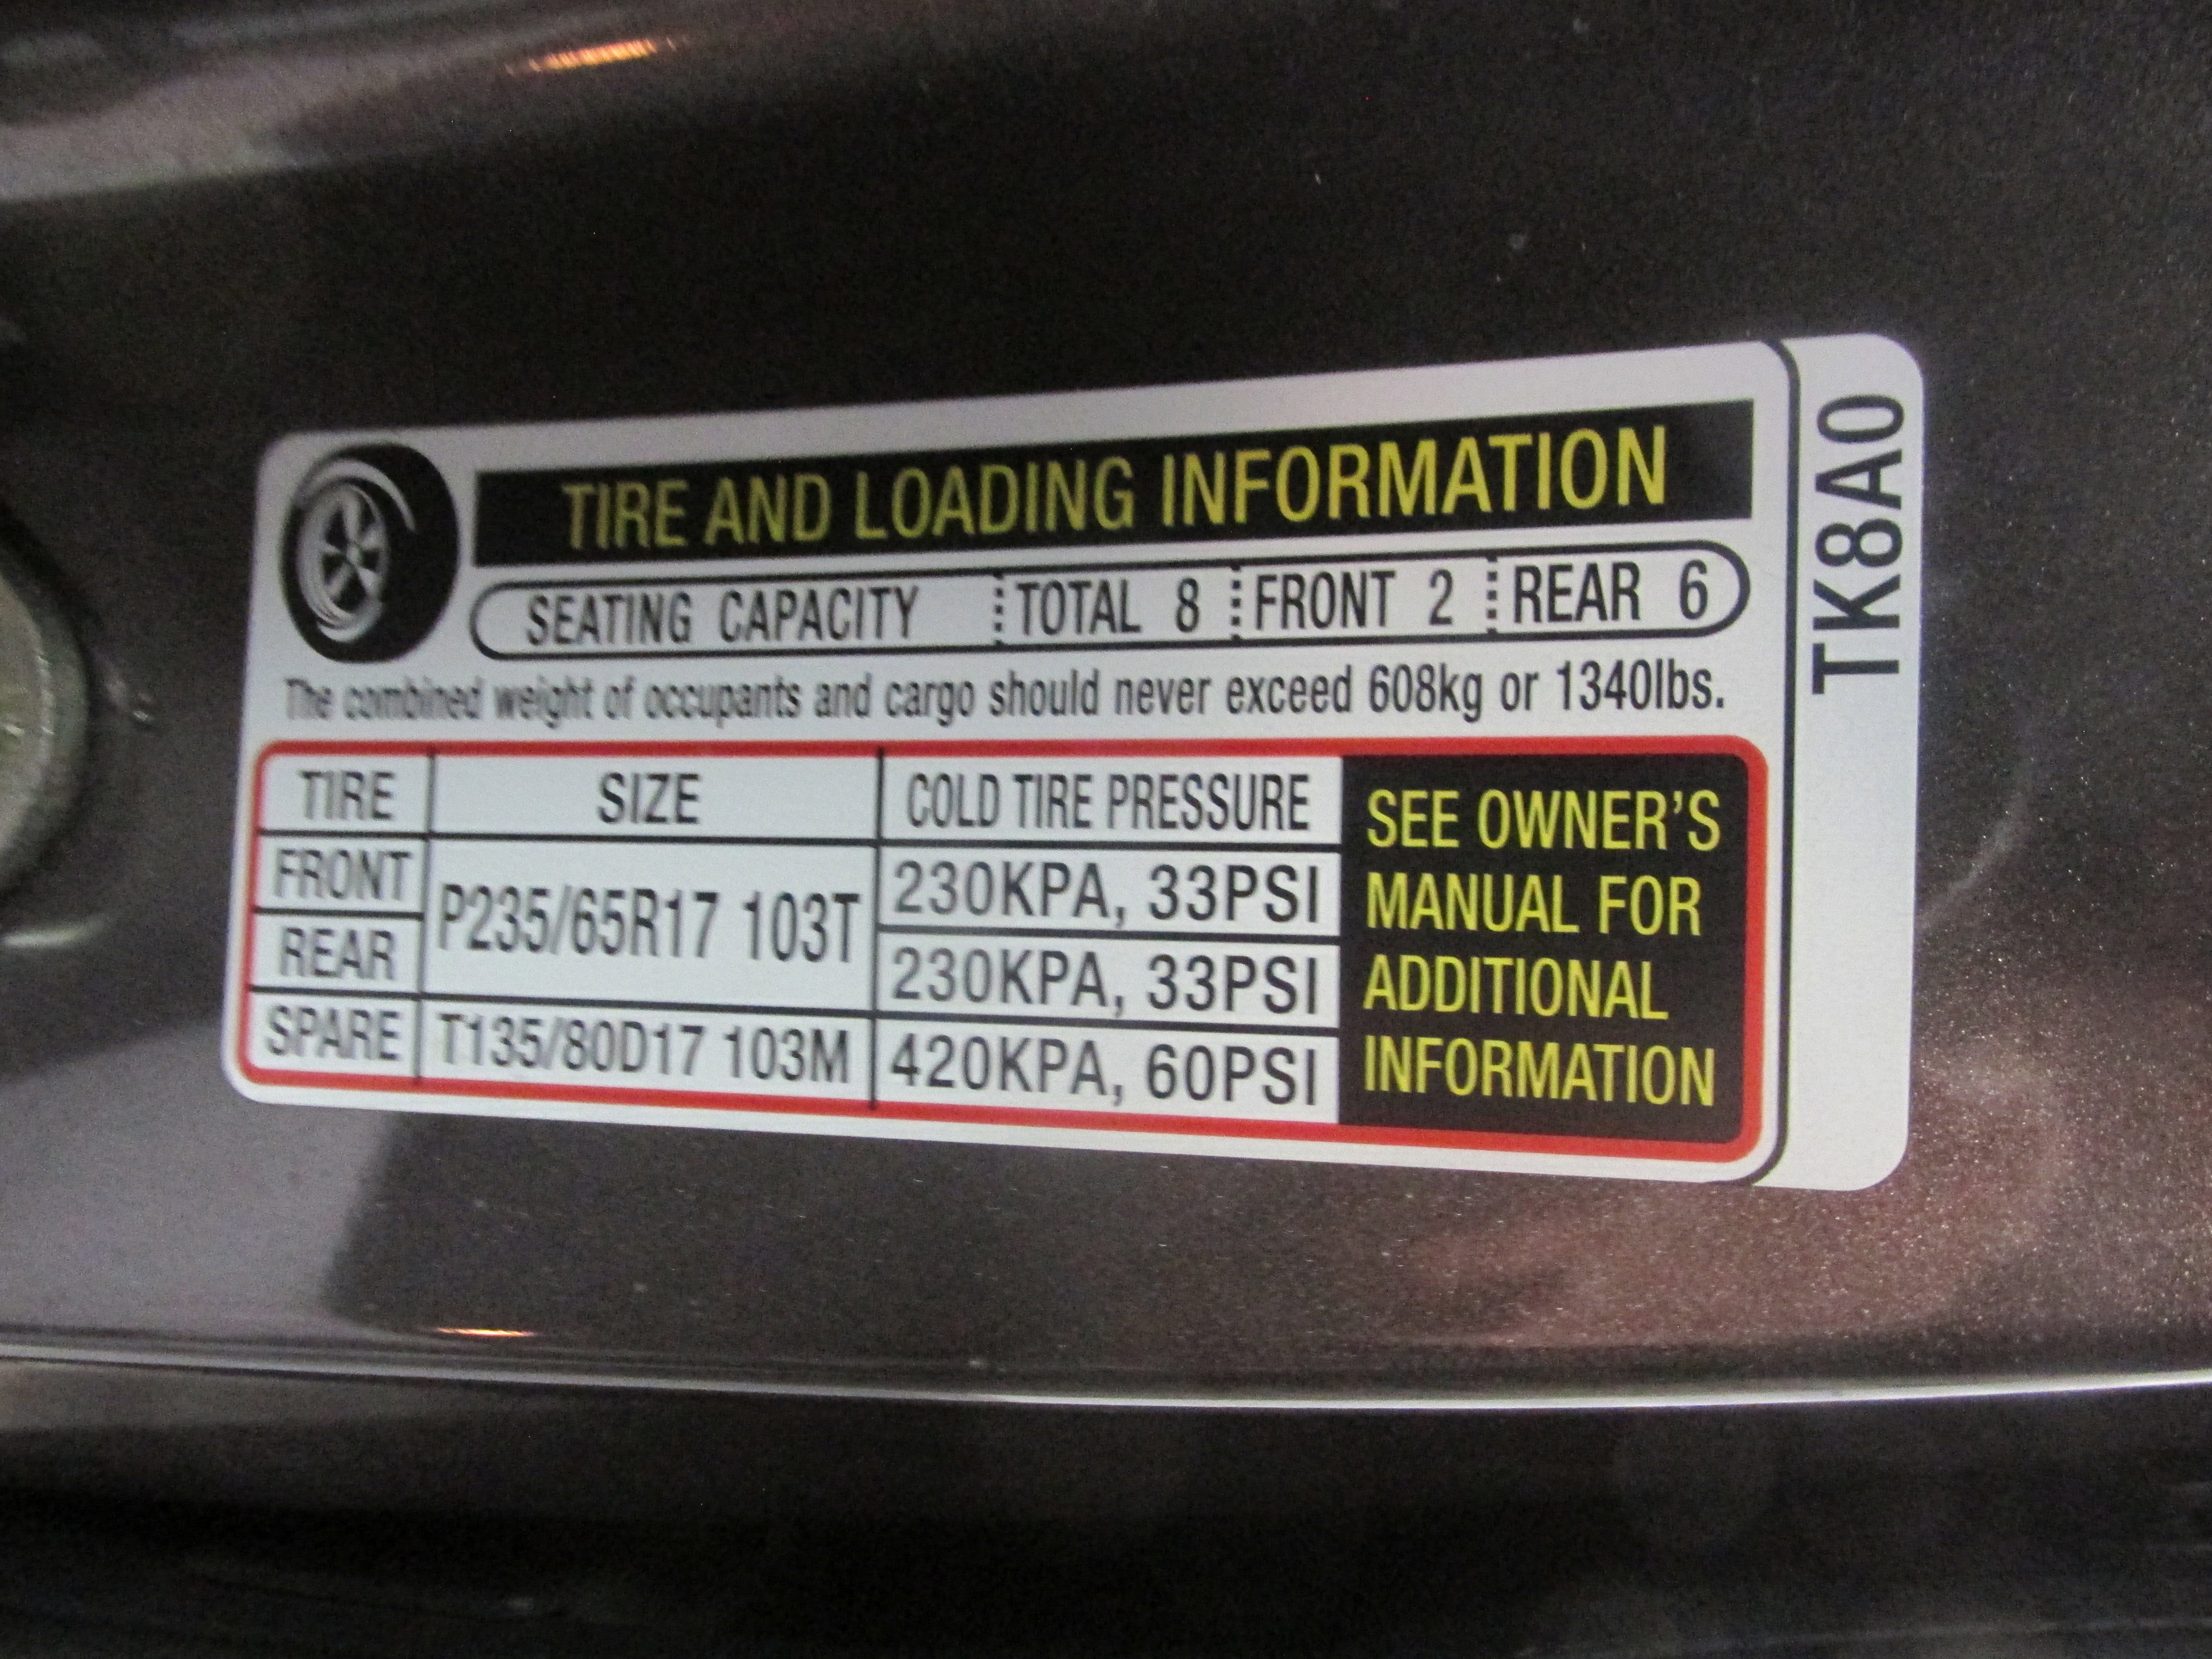 TIRE AND LOADING INFORMATION
SEATING CAPACITY TOTAL 8 FRONT 2 REAR 6
The combined weight of occupants and cargo should never exceed 608kg or 1340lbs.
TIRE SIZE COLD TIRE PRESSURE
FRONT P235/65R17 103T 230KPA, 33PSI
REAR 230KPA, 33PSI
SPARE T135/80D17 103M 420KPA, 60PSI
SEE OWNER'S
MANUAL FOR
ADDITIONAL
INFORMATION
TK8A0